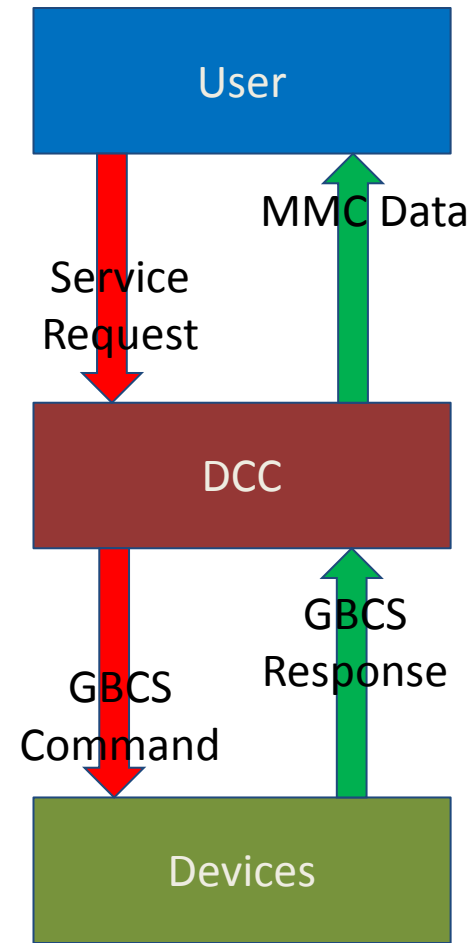 User
MMC Data
Service
Request
DCC
GBCS
Response
GBCS
Command
Devices